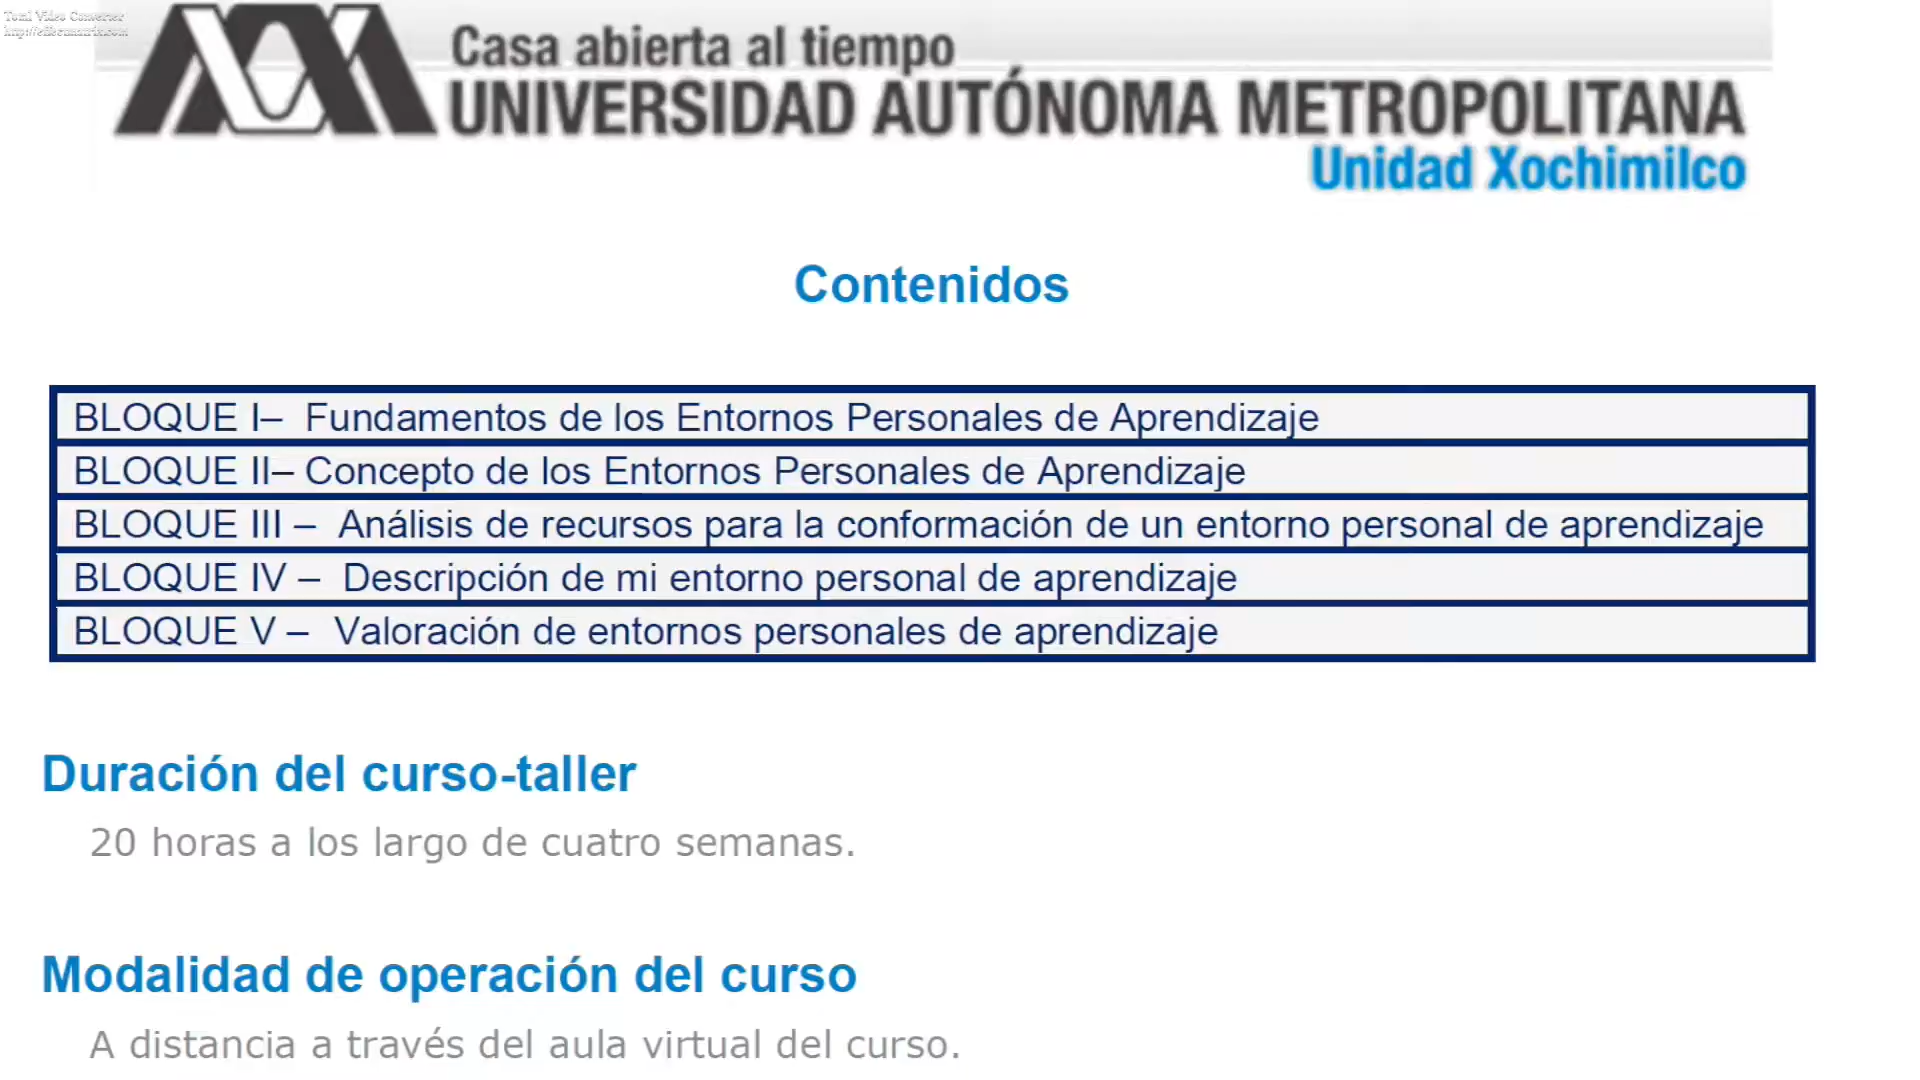 Casa abierta al tiempo
UNIVERSIDAD AUTÓNOMA METROPOLITANA
Unidad Xochimilco
Contenidos
BLOQUE I– Fundamentos de los Entornos Personales de Aprendizaje
BLOQUE II– Concepto de los Entornos Personales de Aprendizaje
BLOQUE III – Análisis de recursos para la conformación de un entorno personal de aprendizaje
BLOQUE IV – Descripción de mi entorno personal de aprendizaje
BLOQUE V – Valoración de entornos personales de aprendizaje
Duración del curso-taller
20 horas a los largo de cuatro semanas.
Modalidad de operación del curso
A distancia a través del aula virtual del curso.